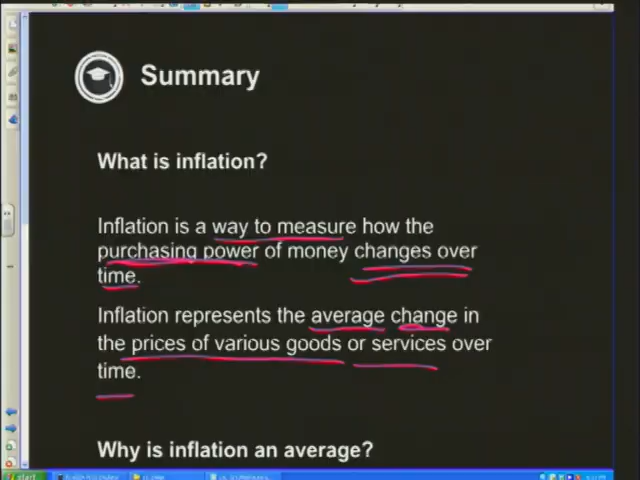 Summary
What is inflation?
Inflation is a way to measure how the
purchasing power of money changes over
time.
Inflation represents the average change in
the prices of various goods or services over
time.
Why is inflation an average?
start